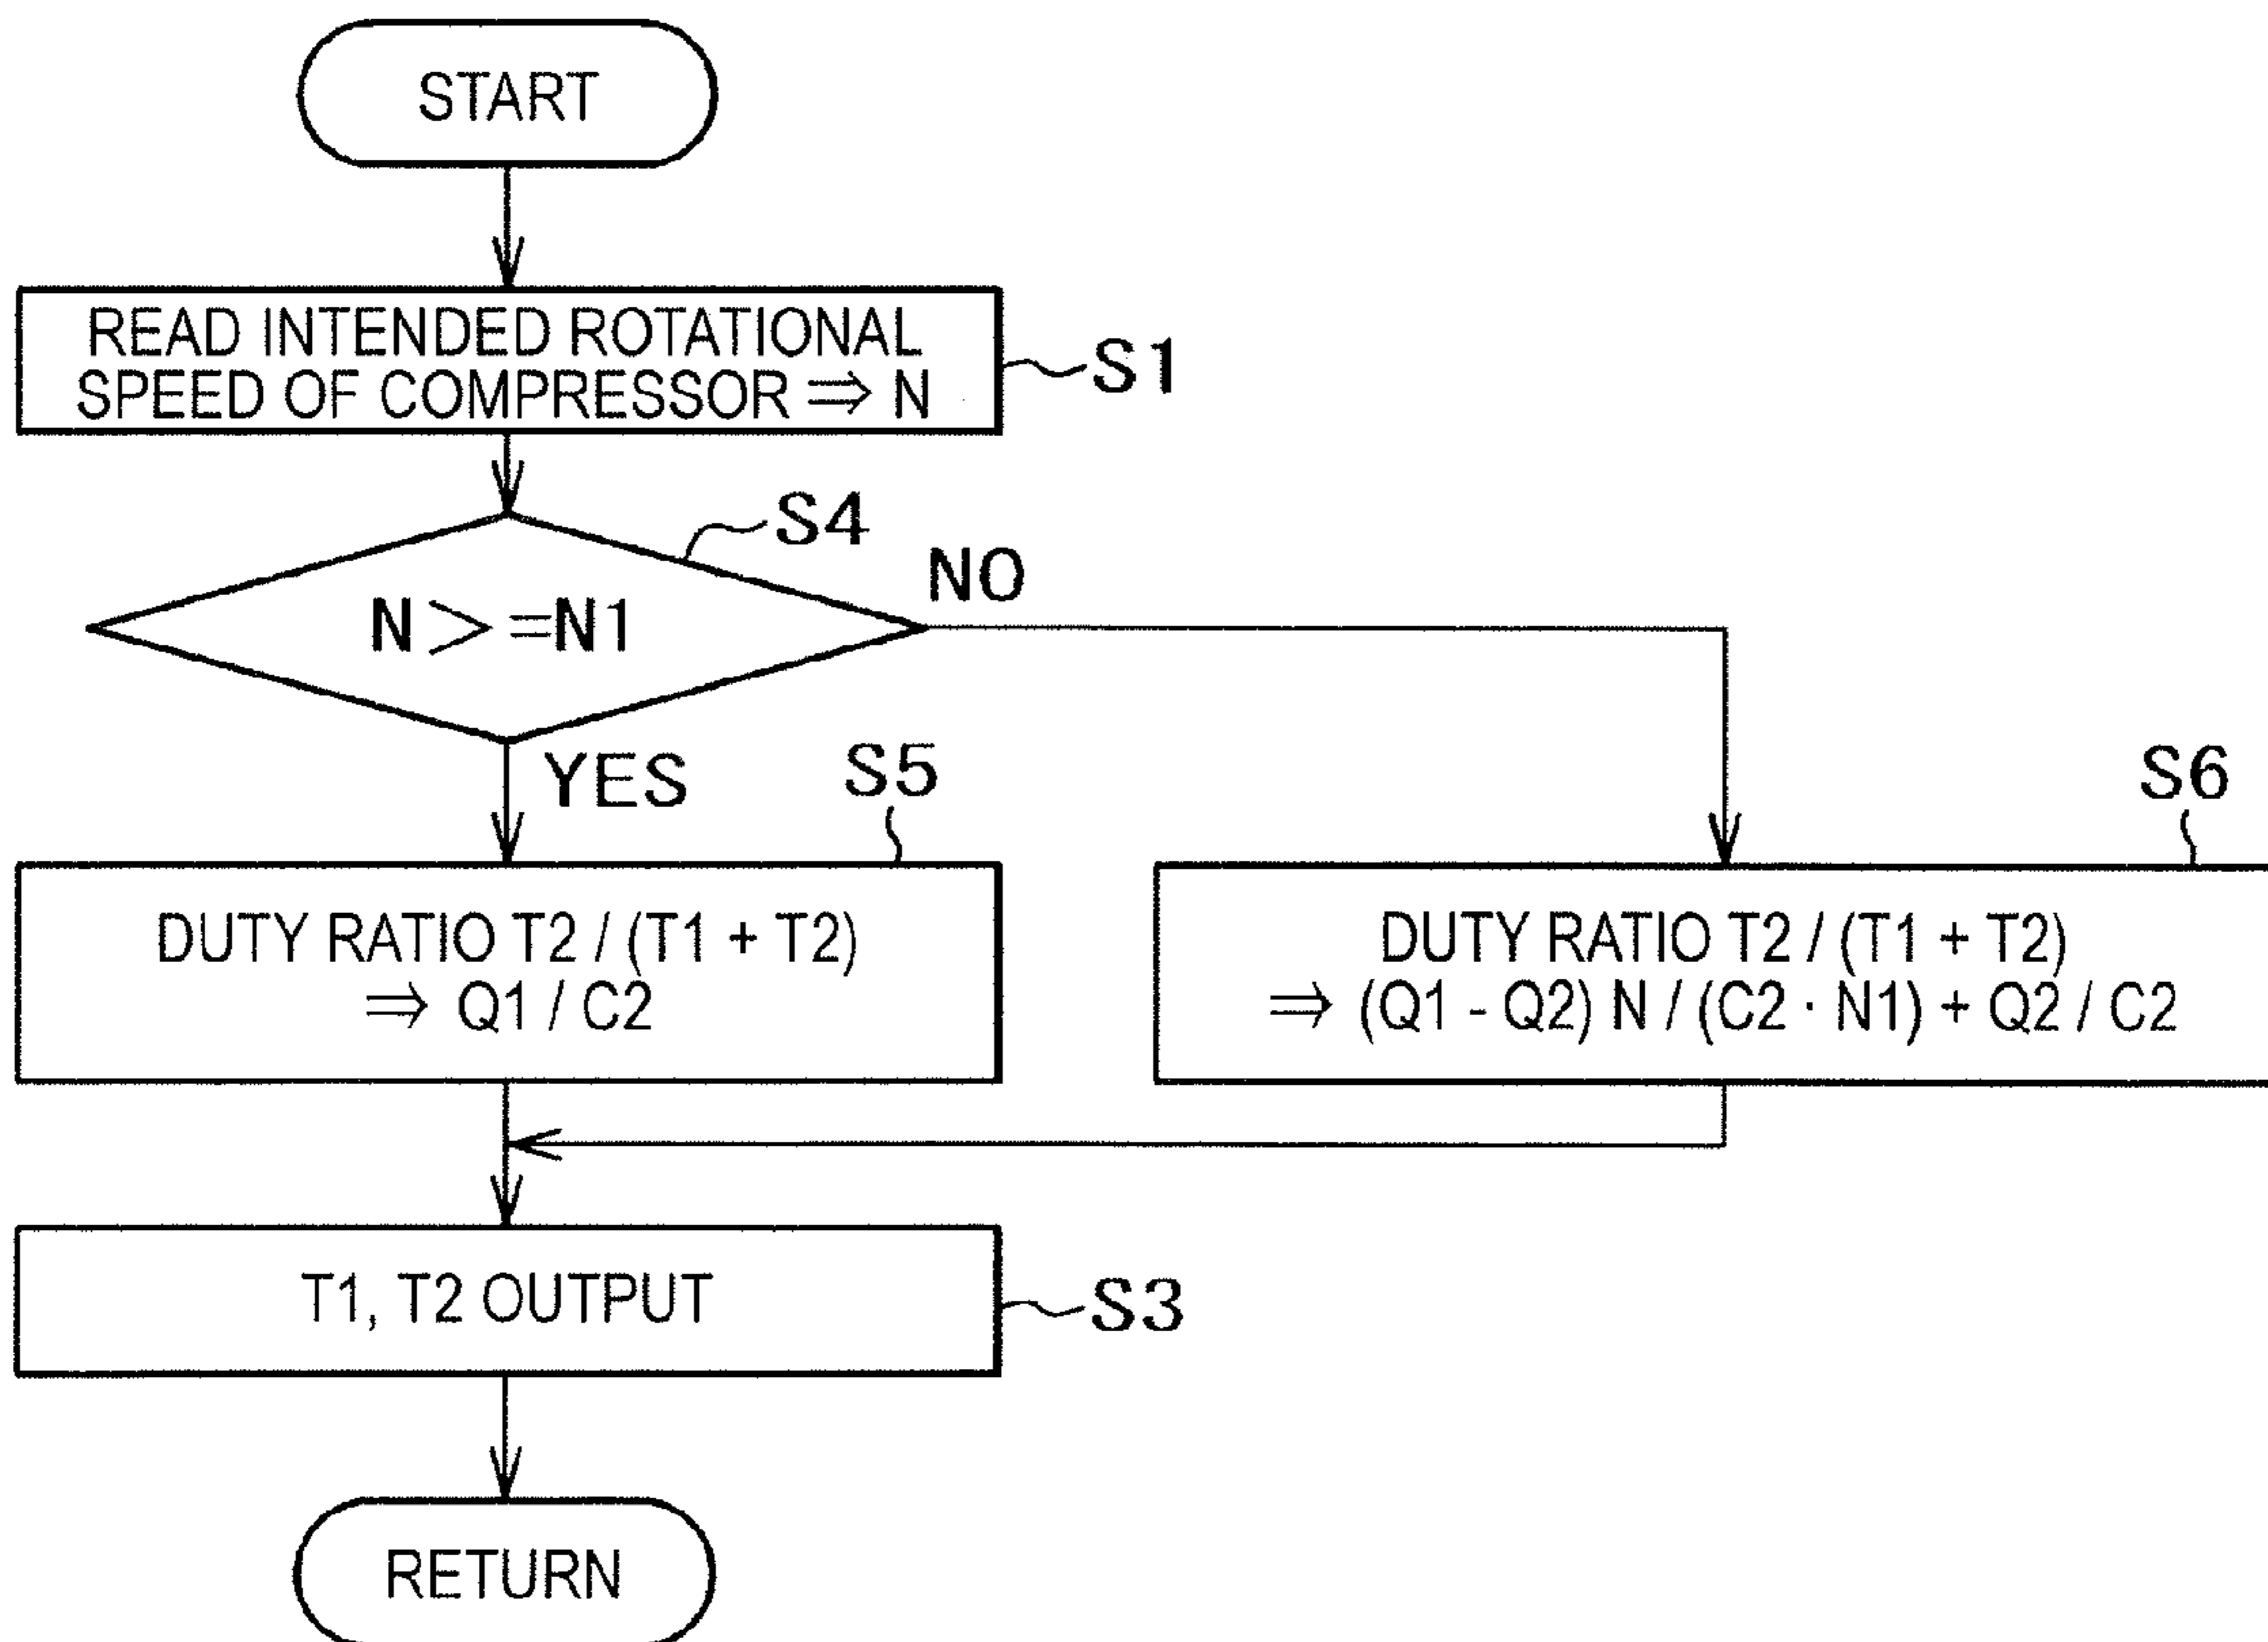 START
READ INTENDED ROTATIONAL
SPEED OF COMPRESSOR ⇒ N
S1
S4
N>=N1
NO
YES
S5
DUTY RATIO T2 / (T1 + T2)
⇒ Q1 / C2
S6
DUTY RATIO T2 / (T1 + T2)
⇒ (Q1 - Q2) N / (C2 · N1) + Q2 / C2
T1, T2 OUTPUT
S3
RETURN